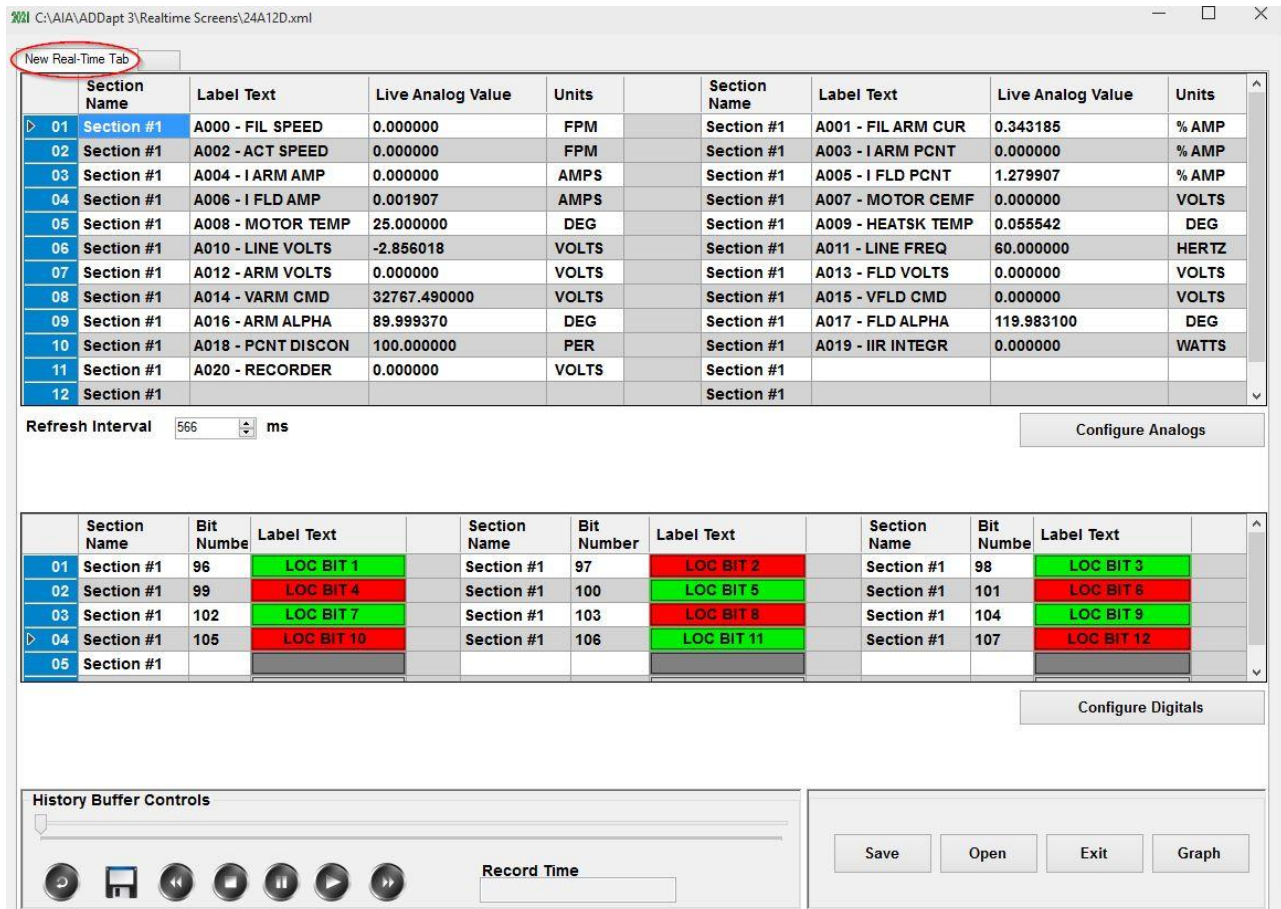 2021 C:\AIA\ADDapt 3\Realtime Screens\24A12D.xml
New Real-Time Tab
Section Name Label Text Live Analog Value Units Section Name Label Text Live Analog Value Units
01 Section #1 A000 - FIL SPEED 0.000000 FPM Section #1 A001 - FIL ARM CUR 0.343185 % AMP
02 Section #1 A002 - ACT SPEED 0.000000 FPM Section #1 A003 - I ARM PCNT 0.000000 % AMP
03 Section #1 A004 - I ARM AMP 0.000000 AMPS Section #1 A005 - I FLD PCNT 1.279907 % AMP
04 Section #1 A006 - I FLD AMP 0.001907 AMPS Section #1 A007 - MOTOR CEMF 0.000000 VOLTS
05 Section #1 A008 - MOTOR TEMP 25.000000 DEG Section #1 A009 - HEATSK TEMP 0.055542 DEG
06 Section #1 A010 - LINE VOLTS -2.856018 VOLTS Section #1 A011 - LINE FREQ 60.000000 HERTZ
07 Section #1 A012 - ARM VOLTS 0.000000 VOLTS Section #1 A013 - FLD VOLTS 0.000000 VOLTS
08 Section #1 A014 - VARM CMD 32767.490000 VOLTS Section #1 A015 - VFLD CMD 0.000000 VOLTS
09 Section #1 A016 - ARM ALPHA 89.999370 DEG Section #1 A017 - FLD ALPHA 119.983100 DEG
10 Section #1 A018 - PCNT DISCON 100.000000 PER Section #1 A019 - IIR INTEGR 0.000000 WATTS
11 Section #1 A020 - RECORDER 0.000000 VOLTS Section #1
12 Section #1 Section #1
Refresh Interval 566 ms Configure Analogs
Section Name Bit Numbe Label Text Section Name Bit Number Label Text Section Name Bit Numbe Label Text
01 Section #1 96 LOC BIT 1 Section #1 97 LOC BIT 2 Section #1 98 LOC BIT 3
02 Section #1 99 LOC BIT 4 Section #1 100 LOC BIT 5 Section #1 101 LOC BIT 6
03 Section #1 102 LOC BIT 7 Section #1 103 LOC BIT 8 Section #1 104 LOC BIT 9
04 Section #1 105 LOC BIT 10 Section #1 106 LOC BIT 11 Section #1 107 LOC BIT 12
05 Section #1
Configure Digitals
History Buffer Controls
Record Time
Save Open Exit Graph